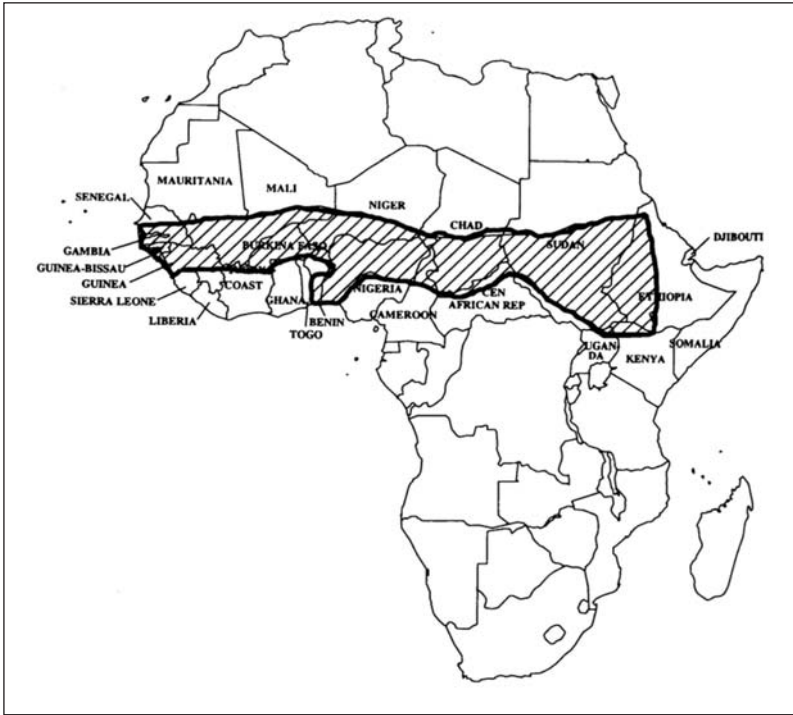 MAURITANIA
SENEGAL
MALI
NIGER
CHAD
SUDAN
DJIBOUTI
GAMBIA
BURKINA FASO
GUINEA-BISSAU
GUINEA
SIERRA LEONE
COAST
LIBERIA
GHANA
TOGO
BENIN
NIGERIA
CAMEROON
CEN
AFRICAN REP
ETHIOPIA
UGAN-
DA
KENYA
SOMALIA